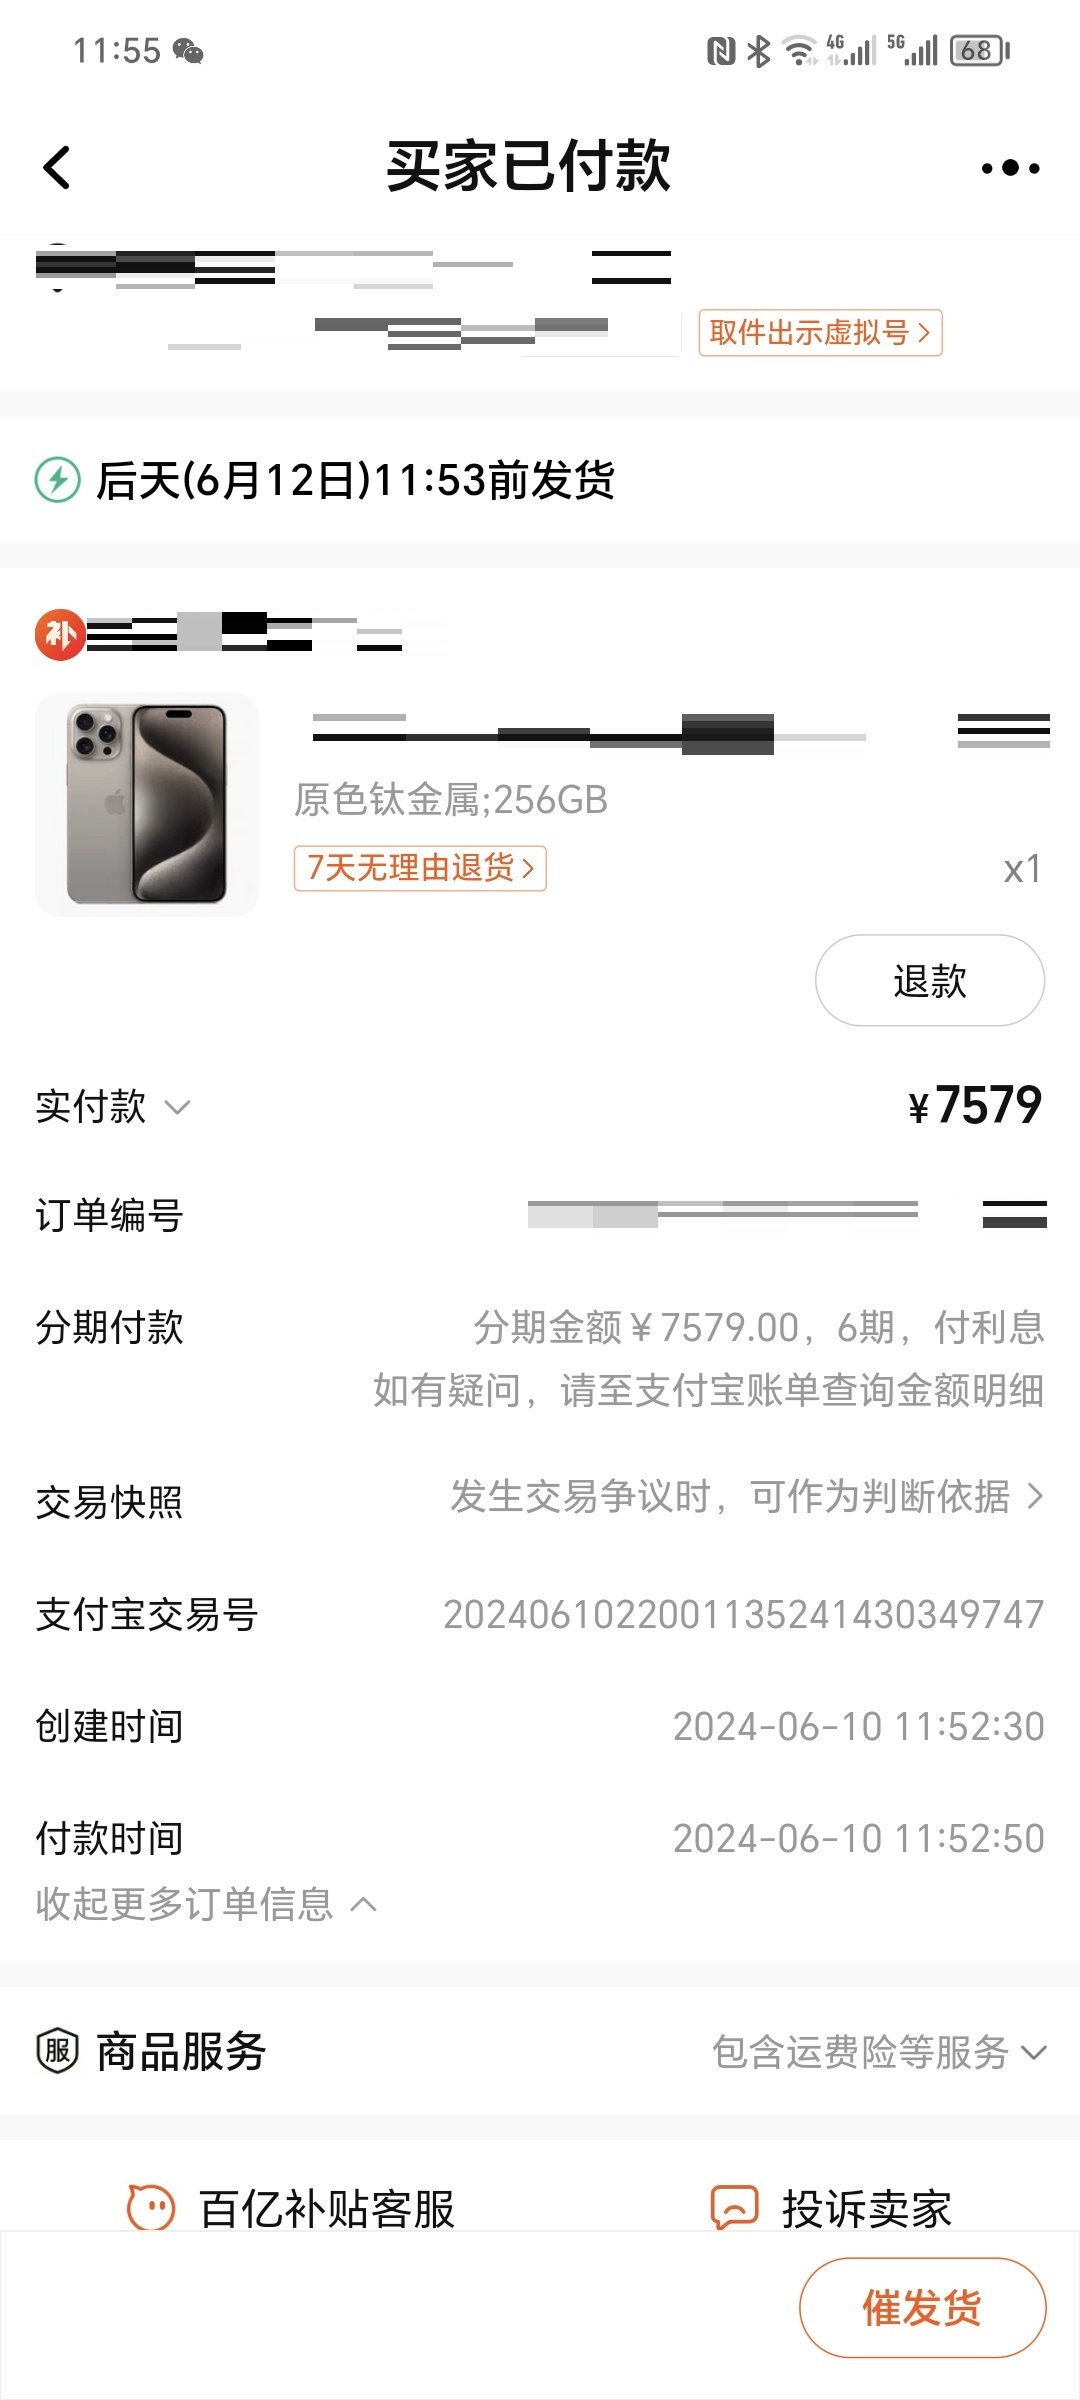 11:55
4G 5G 68
买家已付款
取件出示虚拟号
后天(6月12日)11:53前发货
补
原色钛金属;256GB
7天无理由退货
x1
退款
实付款 ¥7579
订单编号
分期付款 分期金额¥7579.00，6期，付利息
如有疑问，请至支付宝账单查询金额明细
交易快照 发生交易争议时，可作为判断依据
支付宝交易号 2024061022001135241430349747
创建时间 2024-06-10 11:52:30
付款时间 2024-06-10 11:52:50
收起更多订单信息
服 商品服务 包含运费险等服务
百亿补贴客服 投诉卖家
催发货